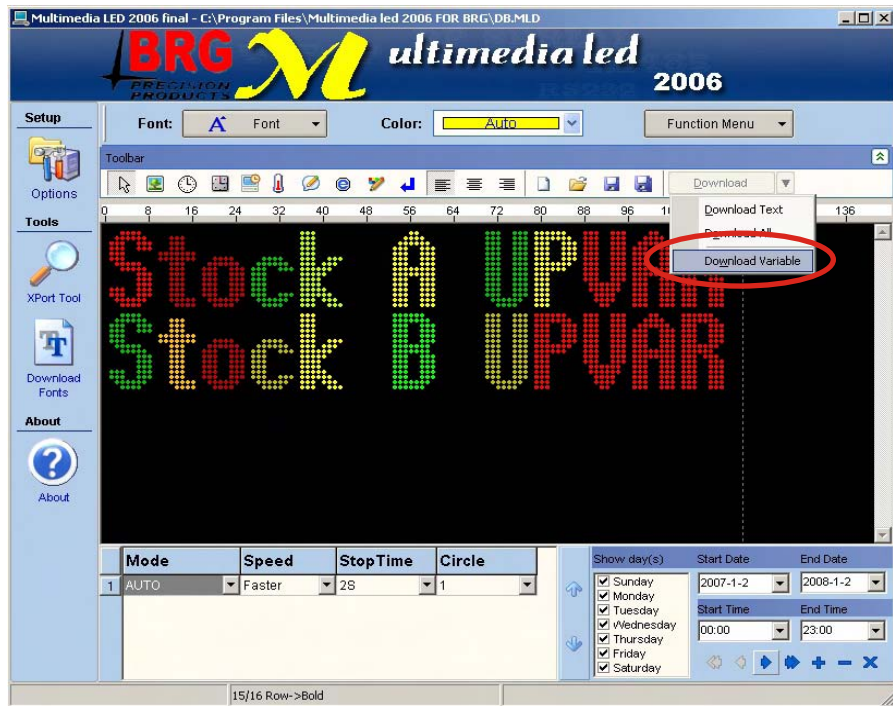 Multimedia LED 2006 final - C:\Program Files\Multimedia led 2006 FOR BRG\DB.MLD
BRG
PRECISION
PRODUCTS
M ultimedia led
2006
Setup
Font: A Font
Color: Auto
Function Menu
Toolbar
Options
Download
Tools
0 8 16 24 32 40 48 56 64 72 80 88 96 136
Download Text
Download All
Download Variable
Stock A UPVAR
Stock B UPVAR
XPort Tool
Download
Fonts
About
About
Mode Speed StopTime Circle
1 AUTO Faster 2S 1
Show day(s)
Sunday
Monday
Tuesday
Wednesday
Thursday
Friday
Saturday
Start Date End Date
2007-1-2 2008-1-2
Start Time End Time
00:00 23:00
15/16 Row->Bold